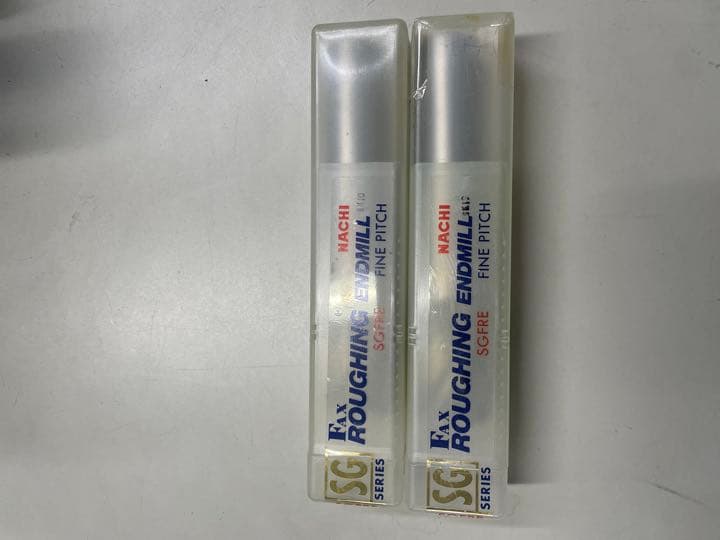 NACHI
FAX
ROUGHING ENDMILL
SGFRE
FINE PITCH
SG
SERIES
NACHI
FAX
ROUGHING ENDMILL
SGFRE
FINE PITCH
SG
SERIES